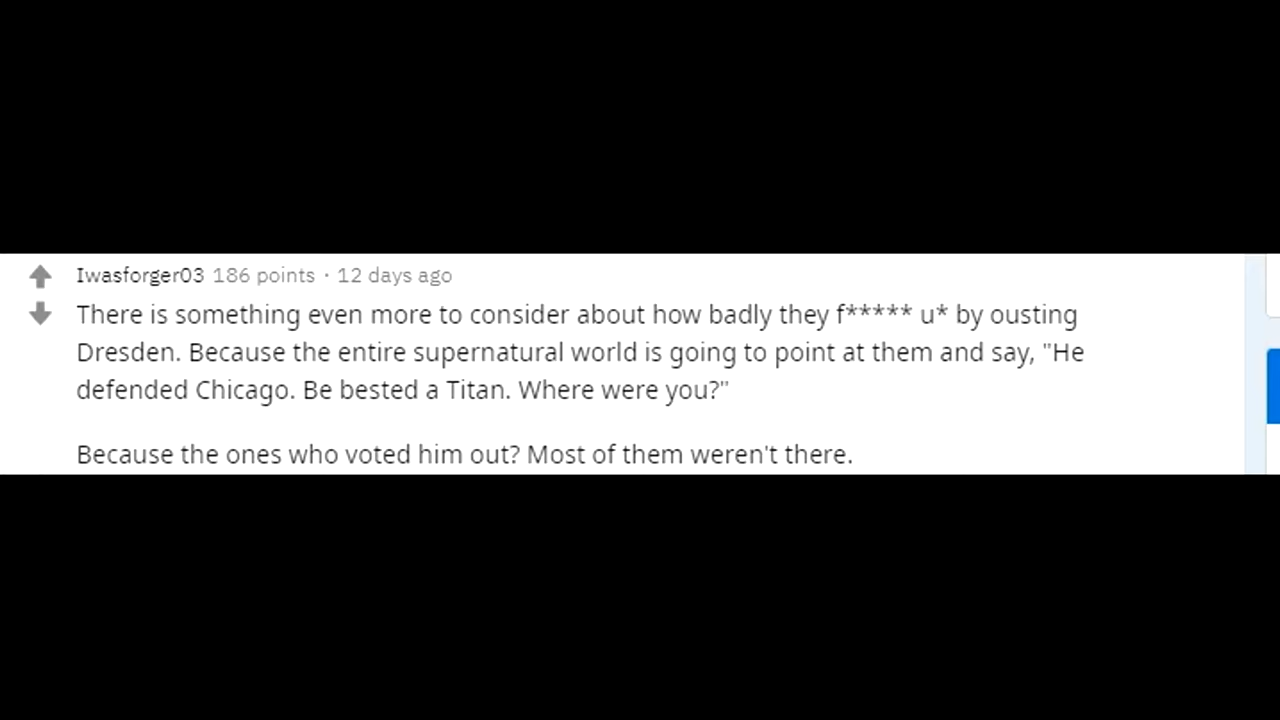 Iwasforger03 186 points · 12 days ago
There is something even more to consider about how badly they f***** u* by ousting
Dresden. Because the entire supernatural world is going to point at them and say, "He
defended Chicago. Be bested a Titan. Where were you?"
Because the ones who voted him out? Most of them weren't there.